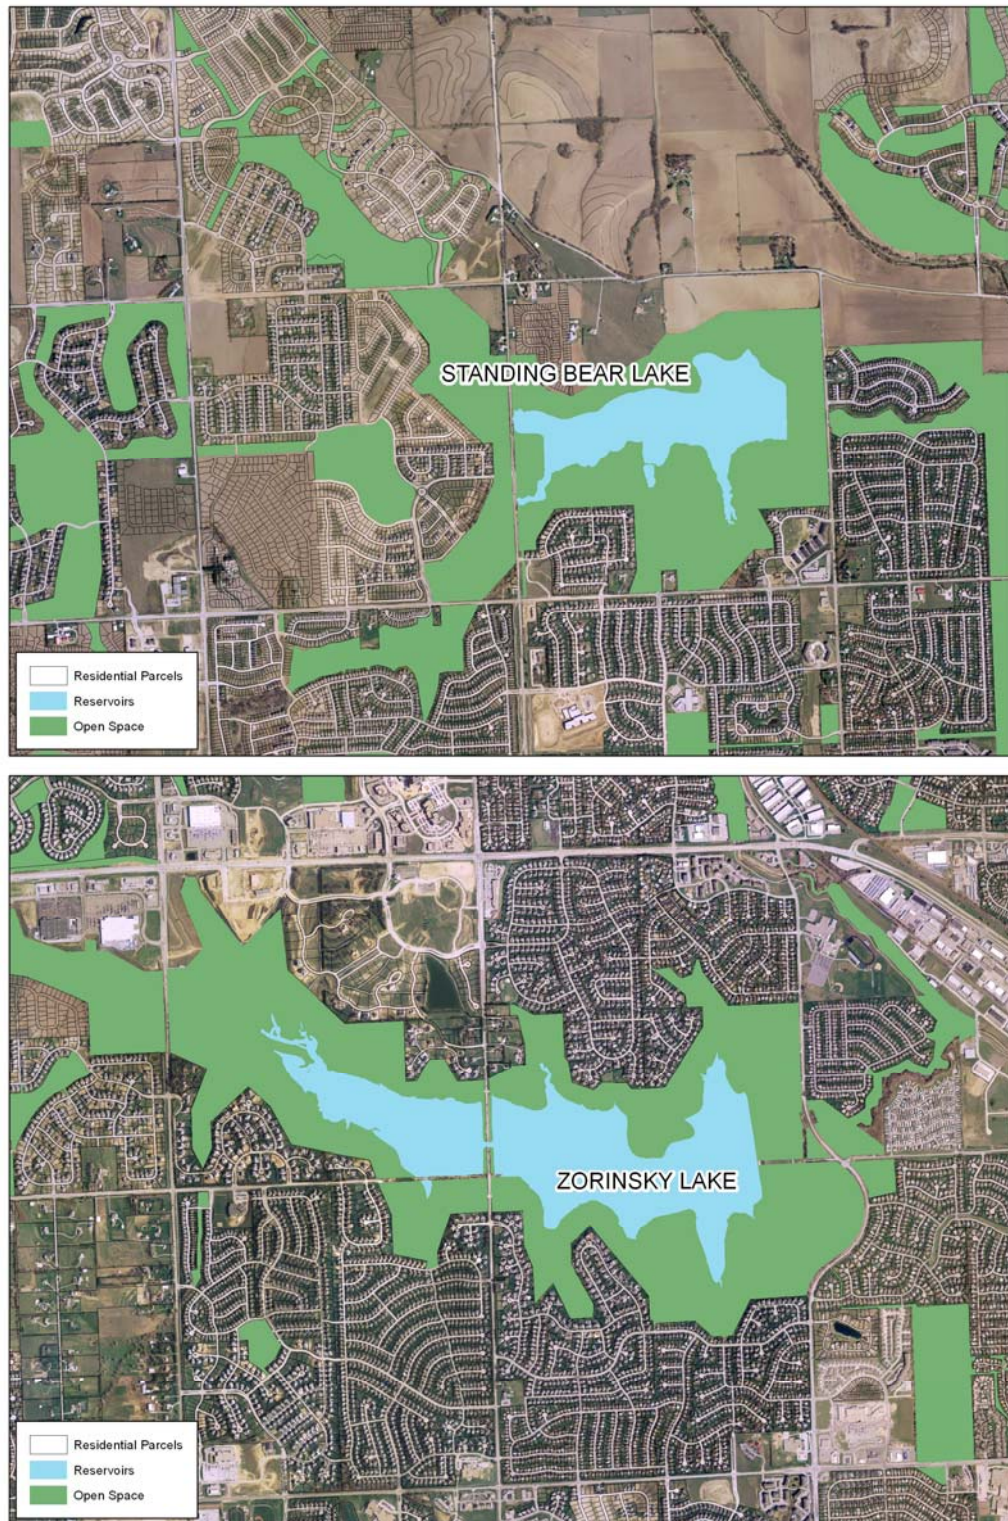 STANDING BEAR LAKE
Residential Parcels
Reservoirs
Open Space
ZORINSKY LAKE
Residential Parcels
Reservoirs
Open Space